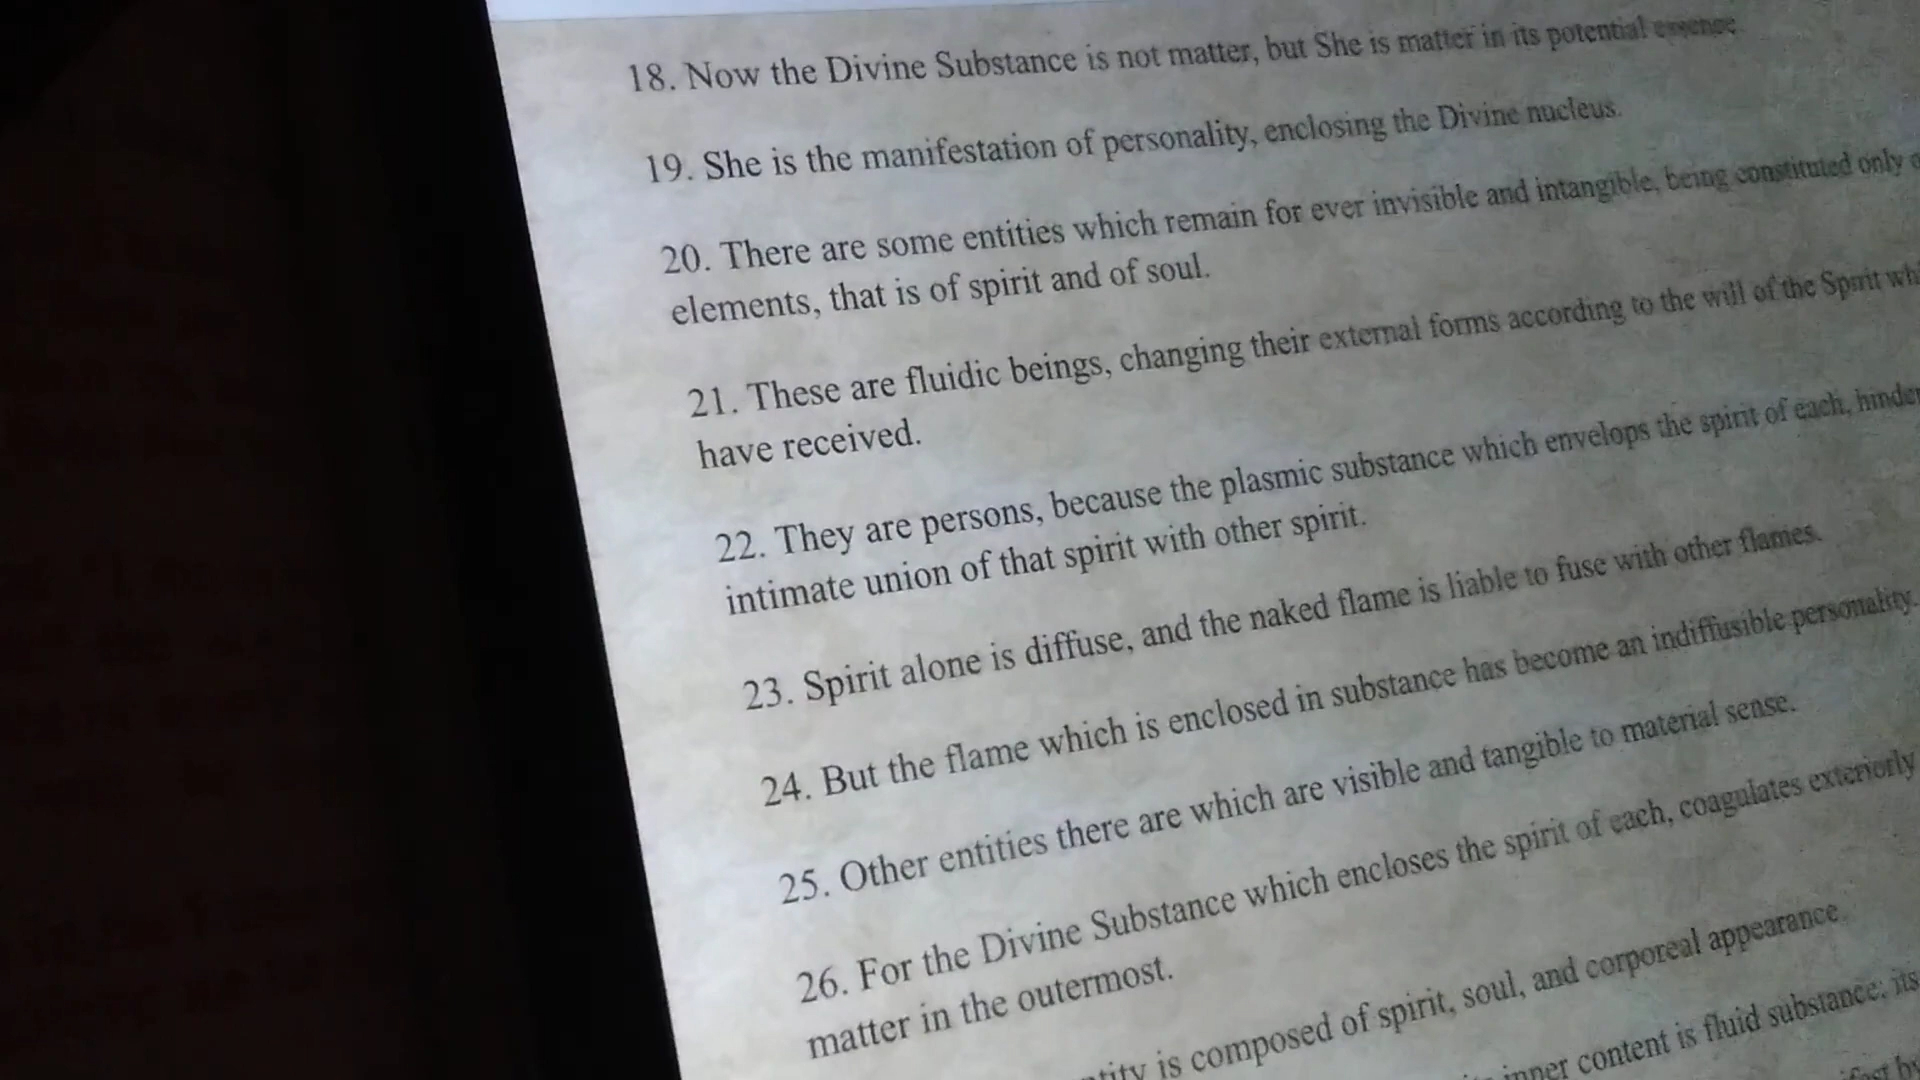 18. Now the Divine Substance is not matter, but She is matter in its potential essence.
19. She is the manifestation of personality, enclosing the Divine nucleus.
20. There are some entities which remain for ever invisible and intangible, being constituted only
elements, that is of spirit and of soul.
21. These are fluidic beings, changing their external forms according to the will of the Spirit
have received.
22. They are persons, because the plasmic substance which envelops the spirit of each,
intimate union of that spirit with other spirit.
23. Spirit alone is diffuse, and the naked flame is liable to fuse with other flames.
24. But the flame which is enclosed in substance has become an indiffusible personality.
25. Other entities there are which are visible and tangible to material sense.
26. For the Divine Substance which encloses the spirit of each, coagulates exteriorly
matter in the outermost.
is composed of spirit, soul, and corporeal appearance.
inner content is fluid substance; its